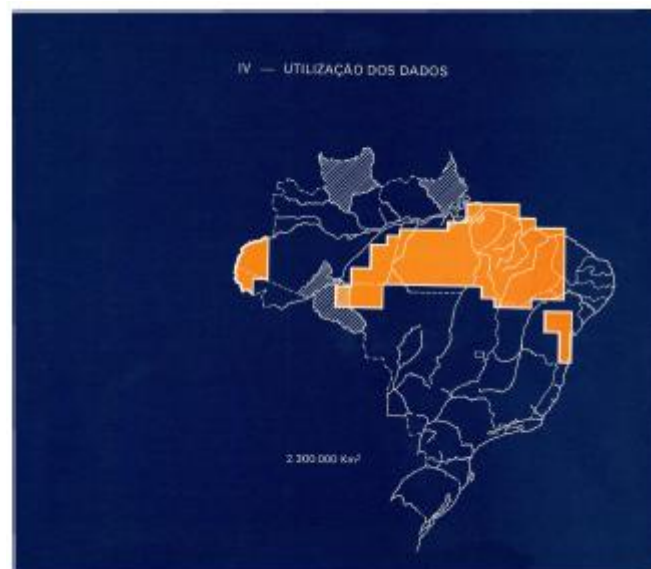 IV — UTILIZAÇÃO DOS DADOS
2.300.000 Km²